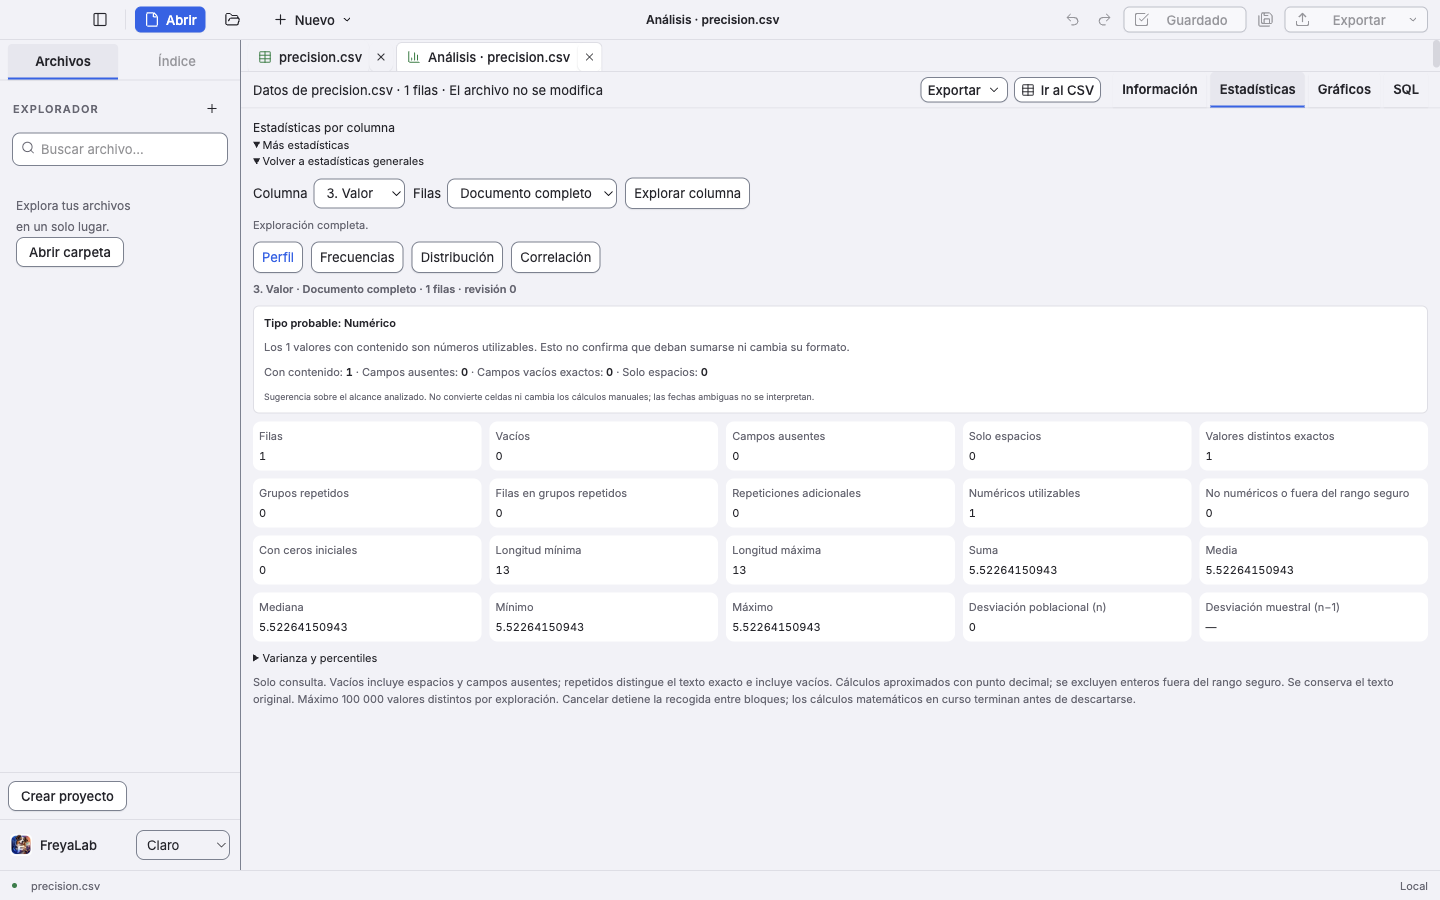 Abrir
Nuevo
Análisis · precision.csv
Guardado
Exportar
Archivos
Índice
precision.csv
Análisis · precision.csv
EXPLORADOR
Buscar archivo...
Explora tus archivos
en un solo lugar.
Abrir carpeta
Crear proyecto
FreyaLab
Claro
Datos de precision.csv · 1 filas · El archivo no se modifica
Exportar
Ir al CSV
Información
Estadísticas
Gráficos
SQL
Estadísticas por columna
Más estadísticas
Volver a estadísticas generales
Columna
3. Valor
Filas
Documento completo
Explorar columna
Exploración completa.
Perfil
Frecuencias
Distribución
Correlación
3. Valor · Documento completo · 1 filas · revisión 0
Tipo probable: Numérico
Los 1 valores con contenido son números utilizables. Esto no confirma que deban sumarse ni cambia su formato.
Con contenido: 1 · Campos ausentes: 0 · Campos vacíos exactos: 0 · Solo espacios: 0
Sugerencia sobre el alcance analizado. No convierte celdas ni cambia los cálculos manuales; las fechas ambiguas no se interpretan.
Filas
1
Vacíos
0
Campos ausentes
0
Solo espacios
0
Valores distintos exactos
1
Grupos repetidos
0
Filas en grupos repetidos
0
Repeticiones adicionales
0
Numéricos utilizables
1
No numéricos o fuera del rango seguro
0
Con ceros iniciales
0
Longitud mínima
13
Longitud máxima
13
Suma
5.52264150943
Media
5.52264150943
Mediana
5.52264150943
Mínimo
5.52264150943
Máximo
5.52264150943
Desviación poblacional (n)
0
Desviación muestral (n−1)
—
Varianza y percentiles
Solo consulta. Vacíos incluye espacios y campos ausentes; repetidos distingue el texto exacto e incluye vacíos. Cálculos aproximados con punto decimal; se excluyen enteros fuera del rango seguro. Se conserva el texto
original. Máximo 100 000 valores distintos por exploración. Cancelar detiene la recogida entre bloques; los cálculos matemáticos en curso terminan antes de descartarse.
precision.csv
Local